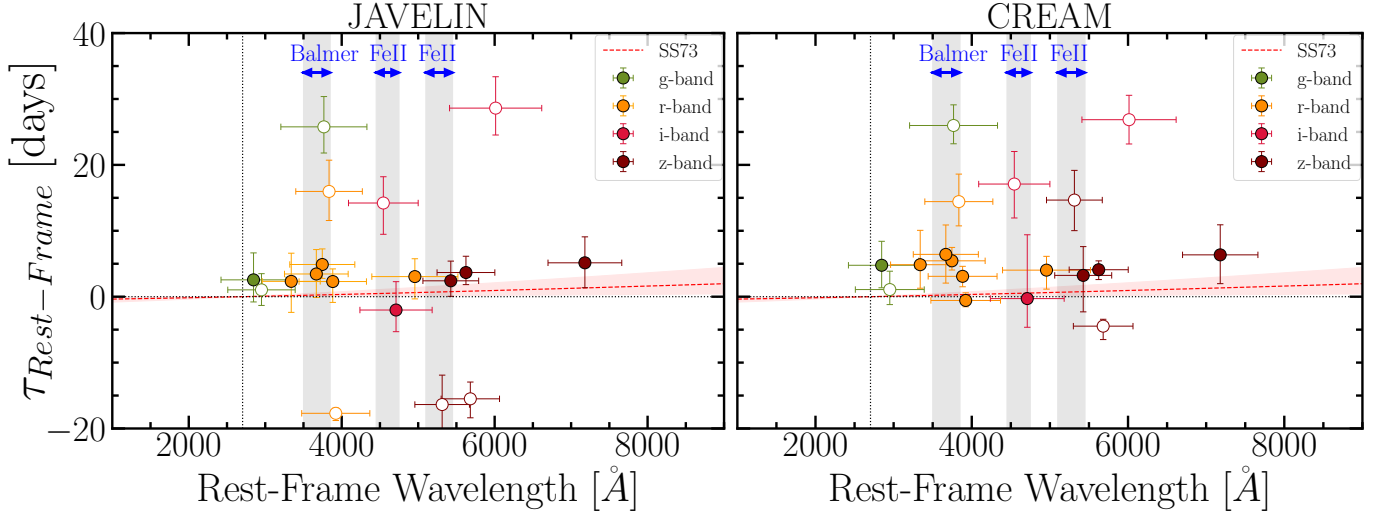 JAVELIN
CREAM
τRest−Frame [days]
40
20
0
−20
Balmer
FeII
FeII
SS73
g-band
r-band
i-band
z-band
Balmer
FeII
FeII
SS73
g-band
r-band
i-band
z-band
2000 4000 6000 8000
2000 4000 6000 8000
Rest-Frame Wavelength [Å]
Rest-Frame Wavelength [Å]